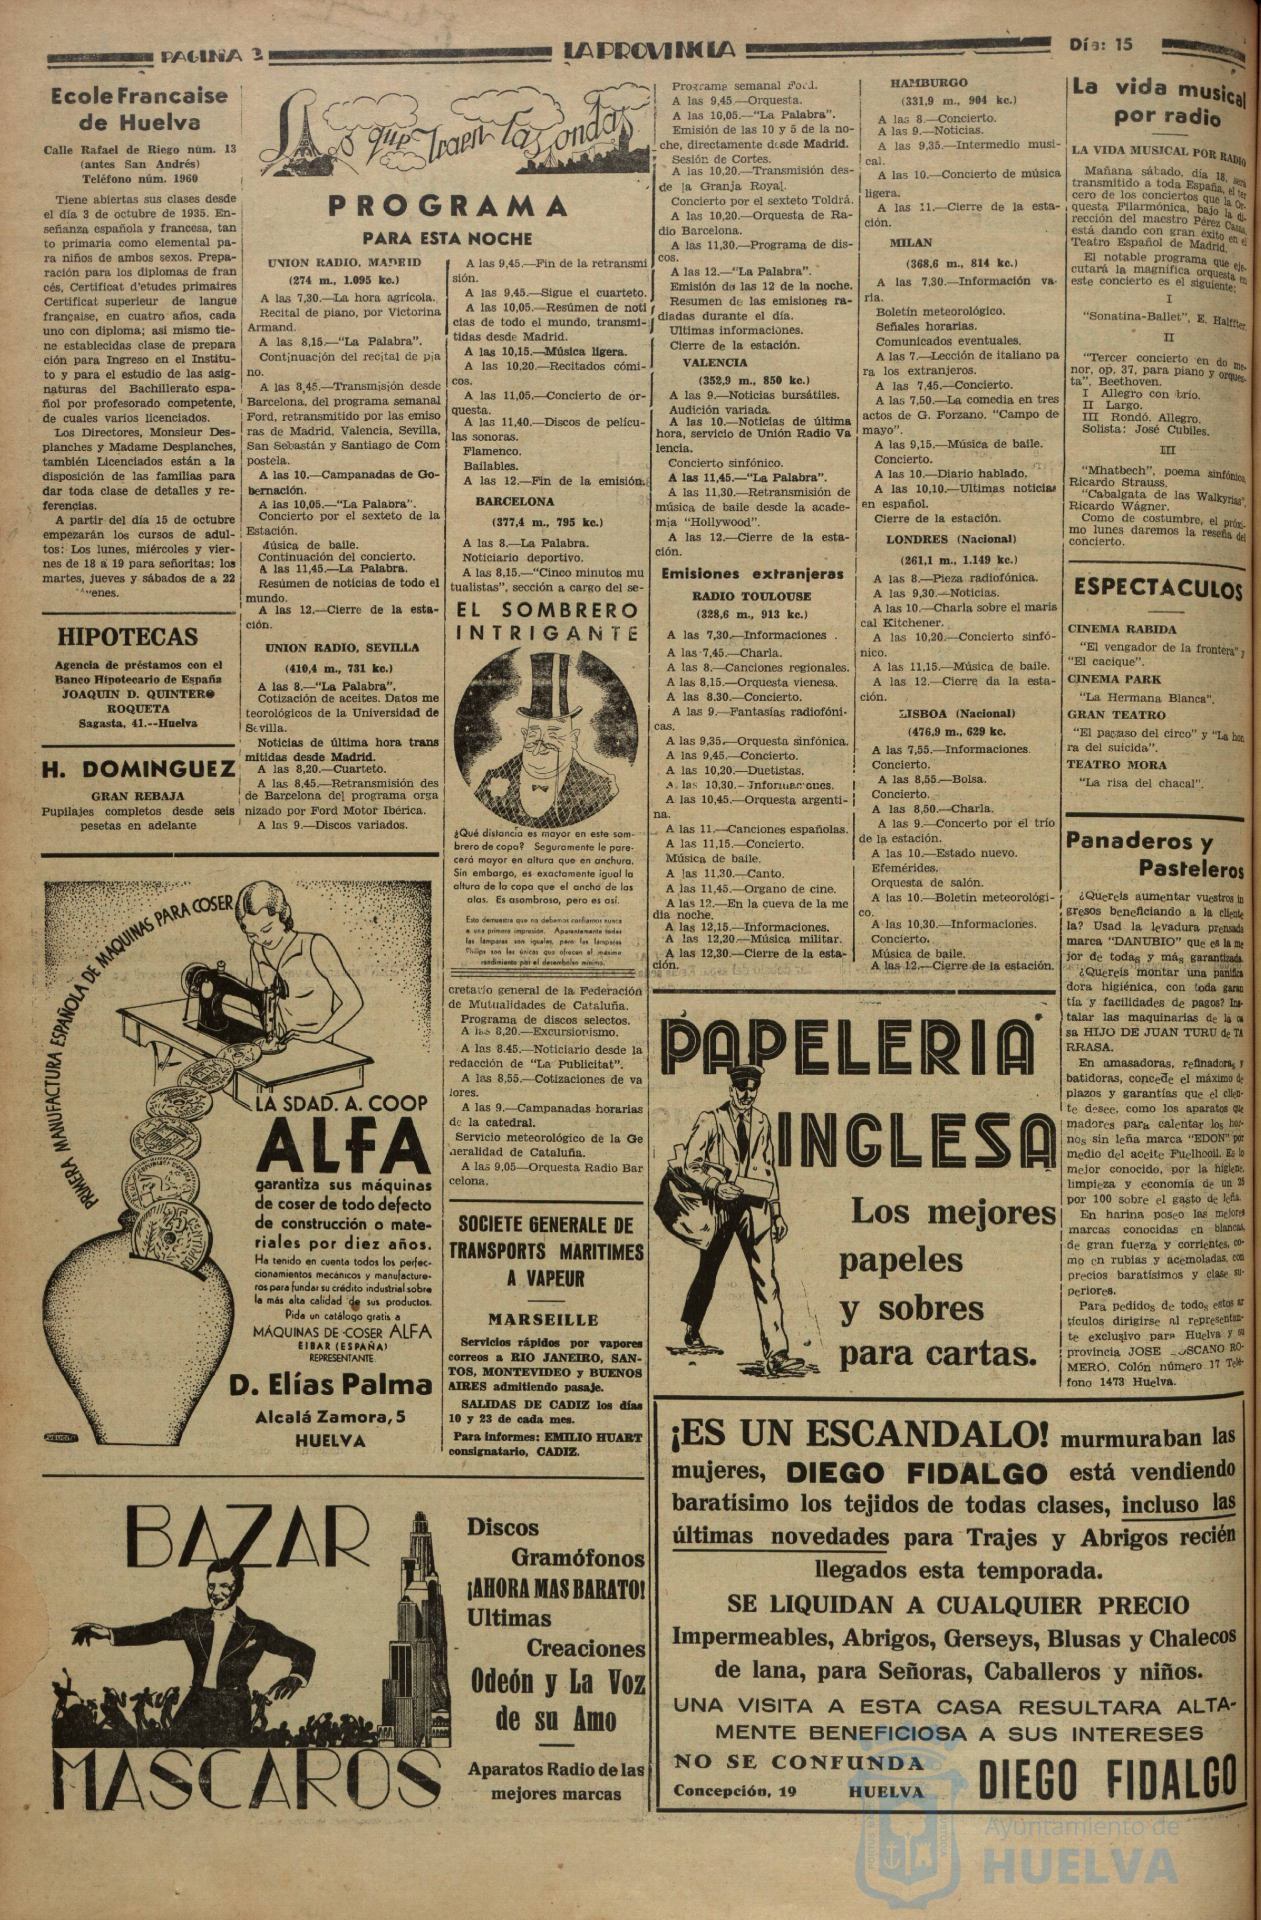 PAGINA 3
LA PROVINCIA
Día: 15
Ecole Francaise
de Huelva
Calle Rafael de Riego núm. 13
(antes San Andrés)
Teléfono núm. 1960
Tiene abiertas sus clases desde
el día 3 de octubre de 1935. En-
señanza española y francesa, tan
to primaria como elemental pa-
ra niños de ambos sexos. Prepa-
ración para los diplomas de fran
cés, Certificat d'etudes primaires
Certificat superieur de langue
française, en cuatro años, cada
uno con diploma; asi mismo tie-
ne establecidas clase de prepara
ción para Ingreso en el Institu-
to y para el estudio de las asig-
naturas del Bachillerato espa-
ñol por profesorado competente,
de cuales varios licenciados.
Los Directores, Monsieur Des-
planches y Madame Desplanches,
también Licenciados están a la
disposición de las familias para
dar toda clase de detalles y re-
ferencias.
A partir del día 15 de octubre
empezarán los cursos de adul-
tos: Los lunes, miércoles y vier-
nes de 18 a 19 para señoritas; los
martes, jueves y sábados de a 22
HIPOTECAS
Agencia de préstamos con el
Banco Hipotecario de España
JOAQUIN D. QUINTERO
ROQUETA
Sagasta, 41.--Huelva
H. DOMINGUEZ
GRAN REBAJA
Pupilajes completos desde seis
pesetas en adelante
Lo que traen las ondas
PROGRAMA
PARA ESTA NOCHE
UNION RADIO, MADRID
(274 m., 1.095 kc.)
A las 7,30.—La hora agrícola.
Recital de piano, por Victorina
Armand.
A las 8,15.—"La Palabra".
Continuación del recital de pia
no.
A las 8,45.—Transmisión desde
Barcelona, del programa semanal
Ford, retransmitido por las emiso
ras de Madrid, Valencia, Sevilla,
San Sebastán y Santiago de Com
postela.
A las 10.—Campanadas de Go-
bernación.
A las 10,05.—"La Palabra".
Concierto por el sexteto de la
Estación.
Música de baile.
Continuación del concierto.
A las 11,45.—La Palabra.
Resúmen de noticias de todo el
mundo.
A las 12.—Cierre de la esta-
ción.
UNION RADIO, SEVILLA
(410,4 m., 731 kc.)
A las 8.—"La Palabra".
Cotización de aceites. Datos me
teorológicos de la Universidad de
Sevilla.
Noticias de última hora trans
mitidas desde Madrid.
A las 8,20.—Cuarteto.
A las 8,45.—Retransmisión des
de Barcelona del programa orga
nizado por Ford Motor Ibérica.
A las 9.—Discos variados.
A las 9,45.—Fin de la retransmi
sión.
A las 9,45.—Sigue el cuarteto.
A las 10,05.—Resúmen de noti
cias de todo el mundo, transmi-
tidas desde Madrid.
A las 10,15.—Música ligera.
A las 10,20.—Recitados cómi-
cos.
A las 11,05.—Concierto de or-
questa.
A las 11,40.—Discos de pelícu-
las sonoras.
Flamenco.
Bailables.
A las 12.—Fin de la emisión.
BARCELONA
(377,4 m., 795 kc.)
A las 8.—La Palabra.
Noticiario deportivo.
A las 8,15.—"Cinco minutos mu
tualistas", sección a cargo del se-
EL SOMBRERO
INTRIGANTE
¿Qué distancia es mayor en este som-
brero de copa? Seguramente le pare-
cerá mayor en altura que en anchura.
Sin embargo, es exactamente igual la
altura de la copa que el ancho de las
alas. Es asombroso, pero es así.
Esto demuestra que no debemos confiarnos nunca
a una primera impresión. Aparentemente todas
las lámparas son iguales, pero las lámparas
Philips son las únicas que ofrecen el máximo
rendimiento por el desembolso mínimo.
cretario general de la Federación
de Mutualidades de Cataluña.
Programa de discos selectos.
A las 8,20.—Excursionismo.
A las 8.45.—Noticiario desde la
redacción de "La Publicitat".
A las 8,55.—Cotizaciones de va
lores.
A las 9.—Campanadas horarias
de la catedral.
Servicio meteorológico de la Ge
neralidad de Cataluña.
A las 9,05—Orquesta Radio Bar
celona.
SOCIETE GENERALE DE
TRANSPORTS MARITIMES
A VAPEUR
MARSEILLE
Servicios rápidos por vapores
correos a RIO JANEIRO, SAN-
TOS, MONTEVIDEO y BUENOS
AIRES admitiendo pasaje.
SALIDAS DE CADIZ los días
10 y 23 de cada mes.
Para informes: EMILIO HUART
consignatario, CADIZ.
Programa semanal Ford.
A las 9,45—Orquesta.
A las 10,05.—"La Palabra".
Emisión de las 10 y 5 de la no-
che, directamente desde Madrid.
Sesión de Cortes.
A las 10,20.—Transmisión des-
de la Granja Royal.
Concierto por el sexteto Toldrá.
A las 10,20.—Orquesta de Ra-
dio Barcelona.
A las 11,30.—Programa de dis-
cos.
A las 12.—"La Palabra".
Emisión de las 12 de la noche.
Resumen de las emisiones ra-
diadas durante el día.
Ultimas informaciones.
Cierre de la estación.
VALENCIA
(352,9 m., 850 kc.)
A las 9.—Noticias bursátiles.
Audición variada.
A las 10.—Noticias de última
hora, servicio de Unión Radio Va
lencia.
Concierto sinfónico.
A las 11,45.—"La Palabra".
A las 11,30.—Retransmisión de
música de baile desde la acade-
mia "Hollywood".
A las 12.—Cierre de la esta-
ción.
Emisiones extranjeras
RADIO TOULOUSE
(328,6 m., 913 kc.)
A las 7,30.—Informaciones .
A las 7,45.—Charla.
A las 8.—Canciones regionales.
A las 8,15.—Orquesta vienesa.
A las 8.30.—Concierto.
A las 9.—Fantasías radiofóni-
cas.
A las 9,35.—Orquesta sinfónica.
A las 9,45.—Concierto.
A las 10,20.—Duetistas.
A las 10,30.—Informaciones.
A las 10,45.—Orquesta argenti-
na.
A las 11.—Canciones españolas.
A las 11,15.—Concierto.
Música de baile.
A las 11,30.—Canto.
A las 11,45.—Organo de cine.
A las 12.—En la cueva de la me
dia noche.
A las 12,15.—Informaciones.
A las 12,20.—Música militar.
A las 12,30.—Cierre de la esta-
ción.
HAMBURGO
(331,9 m., 904 kc.)
A las 8.—Concierto.
A las 9.—Noticias.
A las 9,35.—Intermedio musi-
cal.
A las 10.—Concierto de música
ligera.
A las 11.—Cierre de la esta-
ción.
MILAN
(368,6 m., 814 kc.)
A las 7,30.—Información va-
ria.
Boletín meteorológico.
Señales horarias.
Comunicados eventuales.
A las 7.—Lección de italiano pa
ra los extranjeros.
A las 7,45.—Concierto.
A las 7,50.—La comedia en tres
actos de G. Forzano. "Campo de
mayo".
A las 9,15.—Música de baile.
Concierto.
A las 10.—Diario hablado.
A las 10,10.—Ultimas noticias
en español.
Cierre de la estación.
LONDRES (Nacional)
(261,1 m., 1.149 kc.)
A las 8.—Pieza radiofónica.
A las 9,30.—Noticias.
A las 10.—Charla sobre el maris
cal Kitchener.
A las 10,20.—Concierto sinfó-
nico.
A las 11,15.—Música de baile.
A las 12.—Cierre da la esta-
ción.
LISBOA (Nacional)
(476,9 m., 629 kc.
A las 7,55.—Informaciones.
Concierto.
A las 8,55.—Bolsa.
Concierto.
A las 8,50.—Charla.
A las 9.—Concerto por el trío
de la estación.
A las 10.—Estado nuevo.
Efemérides.
Orquesta de salón.
A las 10.—Boletín meteorológi-
co.
A las 10,30.—Informaciones.
Concierto.
Música de baile.
A las 12.—Cierre de la estación.
La vida musical
por radio
LA VIDA MUSICAL POR RADIO
Mañana sábado, día 18, será
transmitido a toda España, el ter
cero de los conciertos que la Or-
questa Filarmónica, bajo la di-
rección del maestro Pérez Casas,
está dando con gran éxito en el
Teatro Español de Madrid.
El notable programa que eje-
cutará la magnífica orquesta en
este concierto es el siguiente:
I
"Sonatina-Ballet", E. Halffter.
II
"Tercer concierto en do me-
nor, op. 37, para piano y orques-
ta". Beethoven.
I Allegro con brío.
II Largo.
III Rondó. Allegro.
Solista: José Cubiles.
III
"Mhatbech", poema sinfónico,
Ricardo Strauss.
"Cabalgata de las Walkyrias",
Ricardo Wágner.
Como de costumbre, el próxi-
mo lunes daremos la reseña del
concierto.
ESPECTACULOS
CINEMA RABIDA
"El vengador de la frontera" y
"El cacique".
CINEMA PARK
"La Hermana Blanca".
GRAN TEATRO
"El payaso del circo" y "La hon
ra del suicida".
TEATRO MORA
"La risa del chacal".
Panaderos y
Pasteleros
¿Quereis aumentar vuestros in
gresos beneficiando a la cliente
la? Usad la levadura prensada
marca "DANUBIO" que es la me
jor de todas y más garantizada.
¿Quereis montar una panifica
dora higiénica, con toda garan
tía y facilidades de pagos? Ins-
talar las maquinarias de la ca
sa HIJO DE JUAN TURU de TA
RRASA.
En amasadoras, refinadoras y
batidoras, concede el máximo de
plazos y garantías que el clien-
te desee, como los aparatos que
madores para calentar los hor-
nos sin leña marca "EDON" por
medio del aceite Fuelhooil. Es lo
mejor conocido, por la higiene,
limpieza y economía de un 25
por 100 sobre el gasto de leña.
En harina poseo las mejores
marcas conocidas en blancas,
de gran fuerza y corrientes, co-
mo en rubias y acemoladas, con
precios baratísimos y clase su-
periores.
Para pedidos de todos estos ar
tículos dirigirse al representan-
te exclusivo para Huelva y su
provincia JOSE TOSCANO RO-
MERO, Colón número 17 Telé-
fono 1473 Huelva.
PRIMERA MANUFACTURA ESPAÑOLA DE MAQUINAS PARA COSER
LA SDAD. A. COOP
ALFA
garantiza sus máquinas
de coser de todo defecto
de construcción o mate-
riales por diez años.
Ha tenido en cuenta todos los perfec-
cionamientos mecánicos y manufacture-
ros para fundar su crédito industrial sobre
la más alta calidad de sus productos.
Pida un catálogo gratis a
MÁQUINAS DE COSER ALFA
EIBAR (ESPAÑA)
REPRESENTANTE
D. Elías Palma
Alcalá Zamora, 5
HUELVA
PAPELERIA
INGLESA
Los mejores
papeles
y sobres
para cartas.
BAZAR
MASCAROS
Discos
Gramófonos
¡AHORA MAS BARATO!
Ultimas
Creaciones
Odeón y La Voz
de su Amo
Aparatos Radio de las
mejores marcas
¡ES UN ESCANDALO! murmuraban las
mujeres, DIEGO FIDALGO está vendiendo
baratísimo los tejidos de todas clases, incluso las
últimas novedades para Trajes y Abrigos recién
llegados esta temporada.
SE LIQUIDAN A CUALQUIER PRECIO
Impermeables, Abrigos, Gerseys, Blusas y Chalecos
de lana, para Señoras, Caballeros y niños.
UNA VISITA A ESTA CASA RESULTARA ALTA-
MENTE BENEFICIOSA A SUS INTERESES
NO SE CONFUNDA
Concepción, 19 HUELVA
DIEGO FIDALGO
Ayuntamiento de
HUELVA